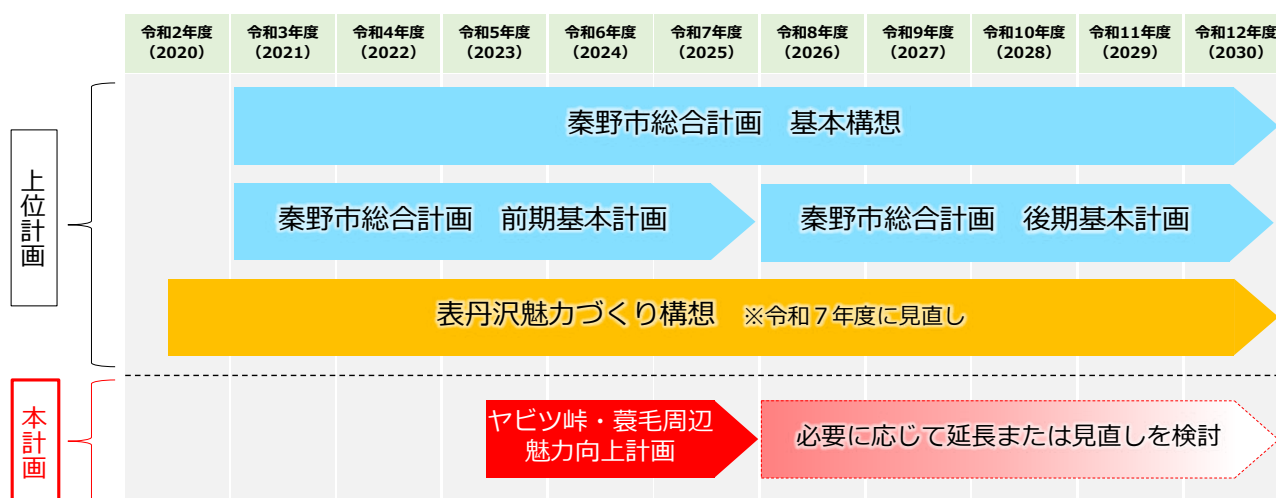 令和2年度 令和3年度 令和4年度 令和5年度 令和6年度 令和7年度 令和8年度 令和9年度 令和10年度 令和11年度 令和12年度
(2020) (2021) (2022) (2023) (2024) (2025) (2026) (2027) (2028) (2029) (2030)
上位計画
秦野市総合計画　基本構想
秦野市総合計画　前期基本計画
秦野市総合計画　後期基本計画
表丹沢魅力づくり構想　※令和７年度に見直し
本計画
ヤビツ峠・蓑毛周辺
魅力向上計画
必要に応じて延長または見直しを検討